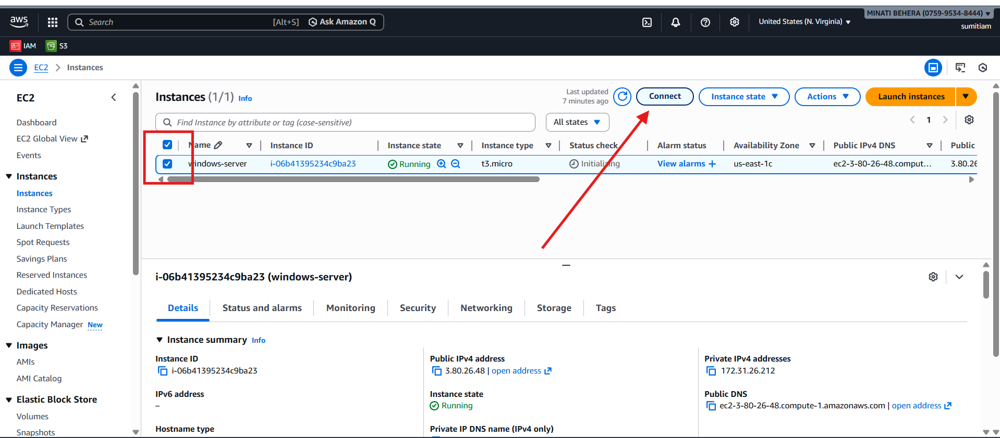 aws
Search [Alt+S] Ask Amazon Q
United States (N. Virginia)
MINATI BEHERA (0759-9534-8444)
sumitiam
IAM S3
EC2 Instances
EC2
Dashboard
EC2 Global View
Events
Instances
Instances
Instance Types
Launch Templates
Spot Requests
Savings Plans
Reserved Instances
Dedicated Hosts
Capacity Reservations
Capacity Manager New
Images
AMIs
AMI Catalog
Elastic Block Store
Volumes
Snapshots
Instances (1/1) Info
Last updated
7 minutes ago
Connect Instance state Actions Launch instances
Find Instance by attribute or tag (case-sensitive) All states 1
Name Instance ID Instance state Instance type Status check Alarm status Availability Zone Public IPv4 DNS Public
windows-server i-06b41395234c9ba23 Running t3.micro Initializing View alarms + us-east-1c ec2-3-80-26-48.comput... 3.80.26
i-06b41395234c9ba23 (windows-server)
Details Status and alarms Monitoring Security Networking Storage Tags
Instance summary Info
Instance ID
i-06b41395234c9ba23
Public IPv4 address
3.80.26.48 | open address
Private IPv4 addresses
172.31.26.212
IPv6 address
–
Instance state
Running
Public DNS
ec2-3-80-26-48.compute-1.amazonaws.com | open address
Hostname type
Private IP DNS name (IPv4 only)